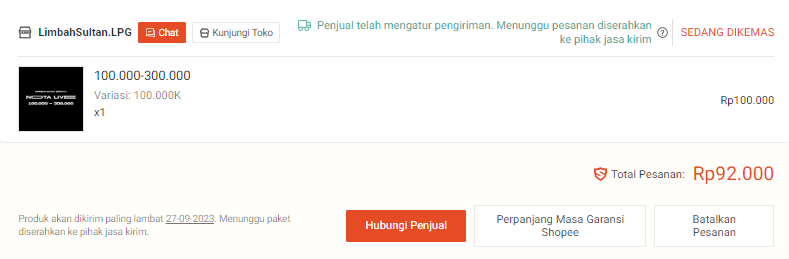 LimbahSultan.LPG
Chat
Kunjungi Toko
Penjual telah mengatur pengiriman. Menunggu pesanan diserahkan
ke pihak jasa kirim.
SEDANG DIKEMAS
NOTA LIVE
100.000 – 300.000
100.000-300.000
Variasi: 100.000K
x1
Rp100.000
Total Pesanan: Rp92.000
Produk akan dikirim paling lambat 27-09-2023. Menunggu paket
diserahkan ke pihak jasa kirim.
Hubungi Penjual
Perpanjang Masa Garansi
Shopee
Batalkan
Pesanan